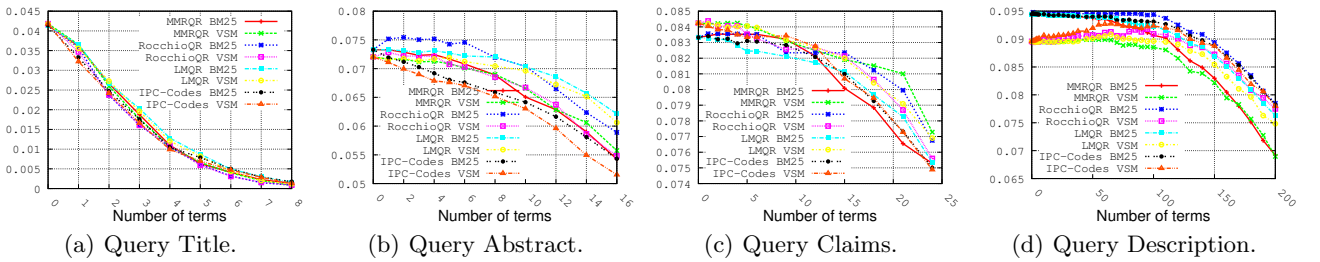 0.045
0.04
0.035
0.03
0.025
0.02
0.015
0.01
0.005
0
0 1 2 3 4 5 6 7 8
MMRQR BM25
MMRQR VSM
RocchioQR BM25
RocchioQR VSM
LMQR BM25
LMQR VSM
IPC-Codes BM25
IPC-Codes VSM
Number of terms
(a) Query Title.
0.08
0.075
0.07
0.065
0.06
0.055
0.05
0 2 4 6 8 10 12 14 16
MMRQR BM25
MMRQR VSM
RocchioQR BM25
RocchioQR VSM
LMQR BM25
LMQR VSM
IPC-Codes BM25
IPC-Codes VSM
Number of terms
(b) Query Abstract.
0.085
0.084
0.083
0.082
0.081
0.08
0.079
0.078
0.077
0.076
0.075
0.074
0 5 10 15 20 25
MMRQR BM25
MMRQR VSM
RocchioQR BM25
RocchioQR VSM
LMQR BM25
LMQR VSM
IPC-Codes BM25
IPC-Codes VSM
Number of terms
(c) Query Claims.
0.095
0.09
0.085
0.08
0.075
0.07
0.065
0 50 100 150 200
MMRQR BM25
MMRQR VSM
RocchioQR BM25
RocchioQR VSM
LMQR BM25
LMQR VSM
IPC-Codes BM25
IPC-Codes VSM
Number of terms
(d) Query Description.